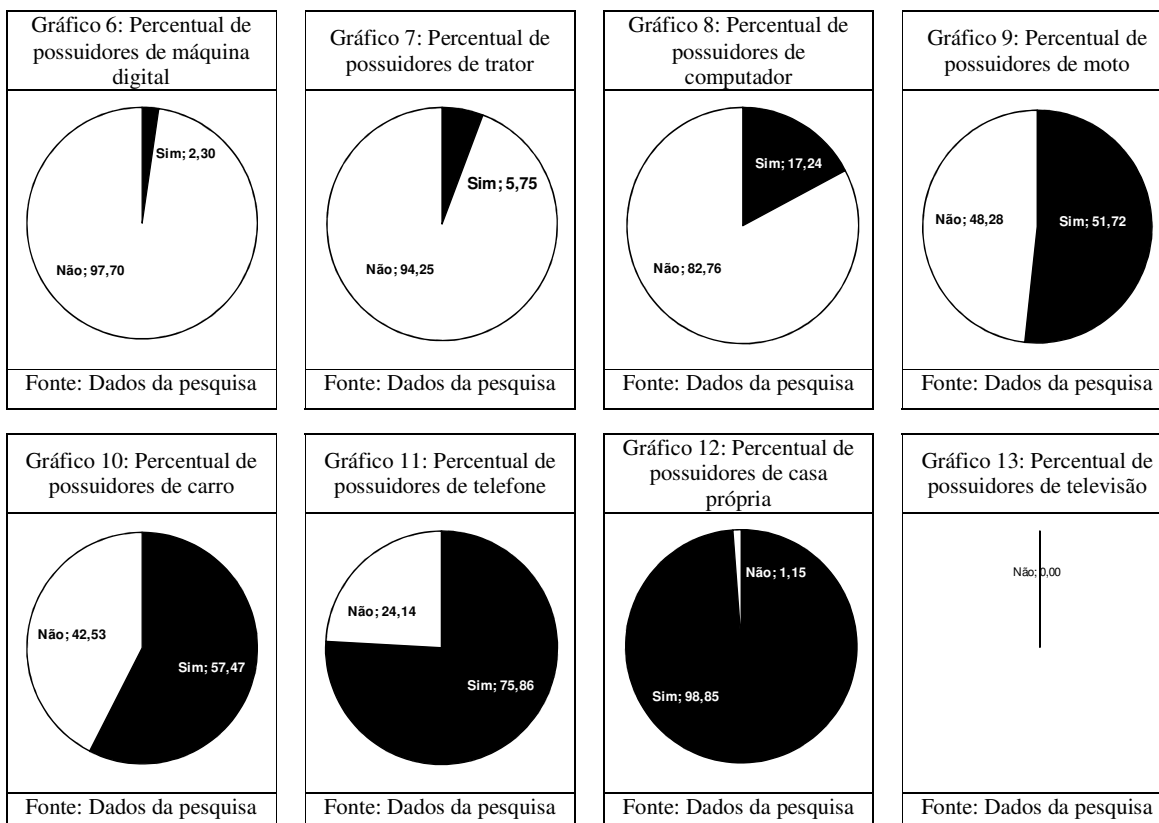 Gráfico 6: Percentual de
possuidores de máquina
digital
Sim; 2,30
Não; 97,70
Fonte: Dados da pesquisa
Gráfico 7: Percentual de
possuidores de trator
Sim; 5,75
Não; 94,25
Fonte: Dados da pesquisa
Gráfico 8: Percentual de
possuidores de
computador
Sim; 17,24
Não; 82,76
Fonte: Dados da pesquisa
Gráfico 9: Percentual de
possuidores de moto
Não; 48,28
Sim; 51,72
Fonte: Dados da pesquisa
Gráfico 10: Percentual de
possuidores de carro
Não; 42,53
Sim; 57,47
Fonte: Dados da pesquisa
Gráfico 11: Percentual de
possuidores de telefone
Não; 24,14
Sim; 75,86
Fonte: Dados da pesquisa
Gráfico 12: Percentual de
possuidores de casa
própria
Não; 1,15
Sim; 98,85
Fonte: Dados da pesquisa
Gráfico 13: Percentual de
possuidores de televisão
Não; 0,00
Fonte: Dados da pesquisa